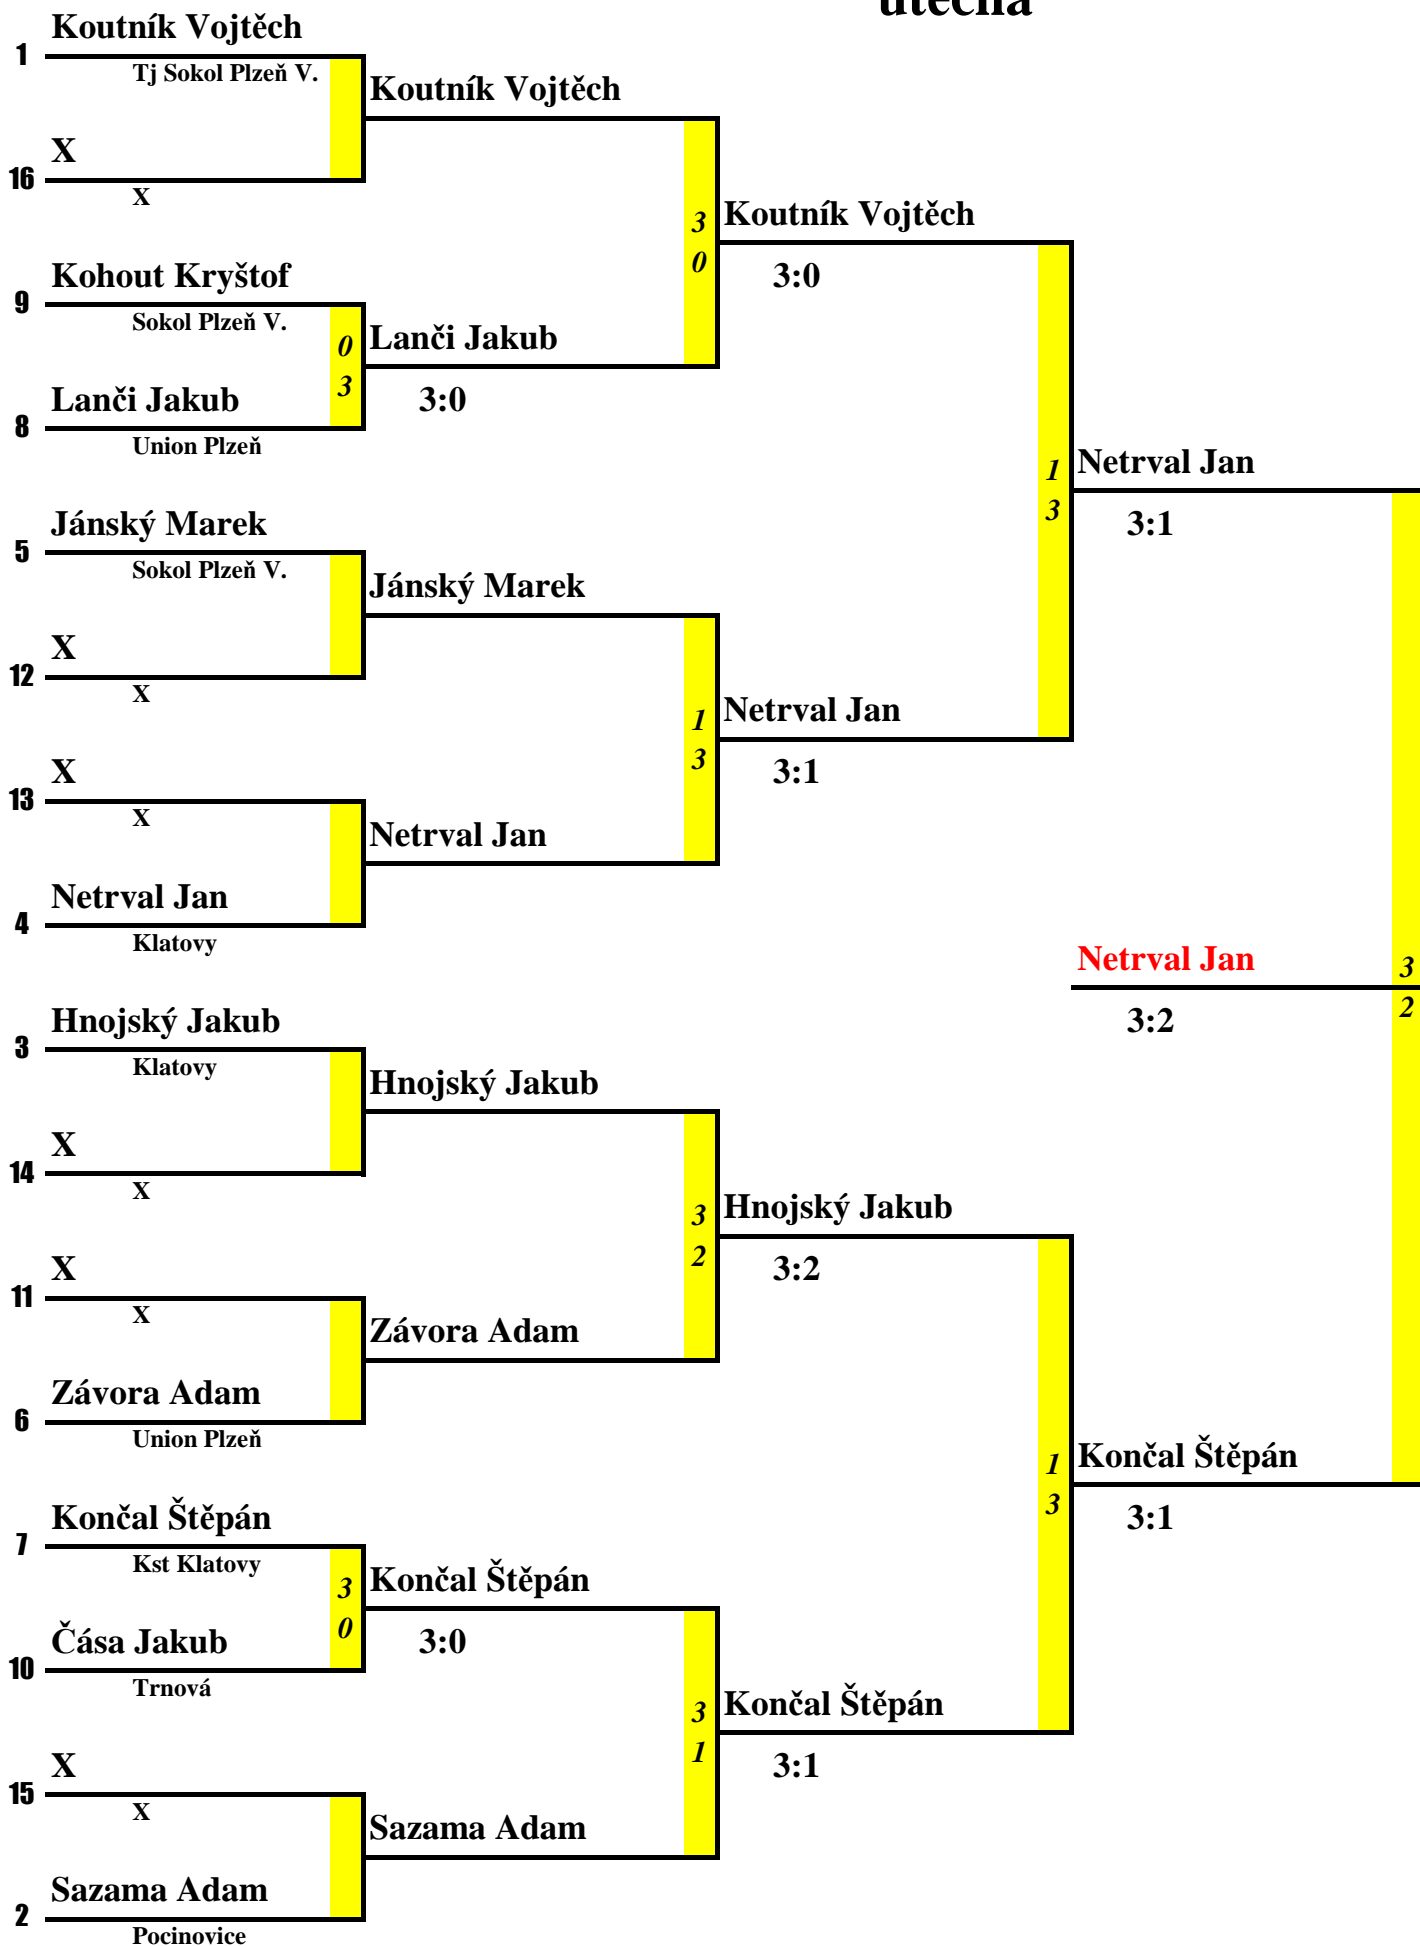 útěcha
Koutník Vojtěch
1
Tj Sokol Plzeň V.
Koutník Vojtěch
X
16
X
3
Koutník Vojtěch
0
3:0
Kohout Kryštof
9
Sokol Plzeň V.
0
Lanči Jakub
3
3:0
Lanči Jakub
8
Union Plzeň
1
Netrval Jan
3
3:1
Jánský Marek
5
Sokol Plzeň V.
Jánský Marek
X
12
X
1
Netrval Jan
3
3:1
X
13
X
Netrval Jan
Netrval Jan
4
Klatovy
Netrval Jan
3
3:2
2
Hnojský Jakub
3
Klatovy
Hnojský Jakub
X
14
X
3
Hnojský Jakub
2
3:2
X
11
X
Závora Adam
Závora Adam
6
Union Plzeň
1
Končal Štěpán
3
3:1
Končal Štěpán
7
Kst Klatovy
3
Končal Štěpán
0
3:0
Čása Jakub
10
Trnová
3
Končal Štěpán
1
3:1
X
15
X
Sazama Adam
Sazama Adam
2
Pocinovice